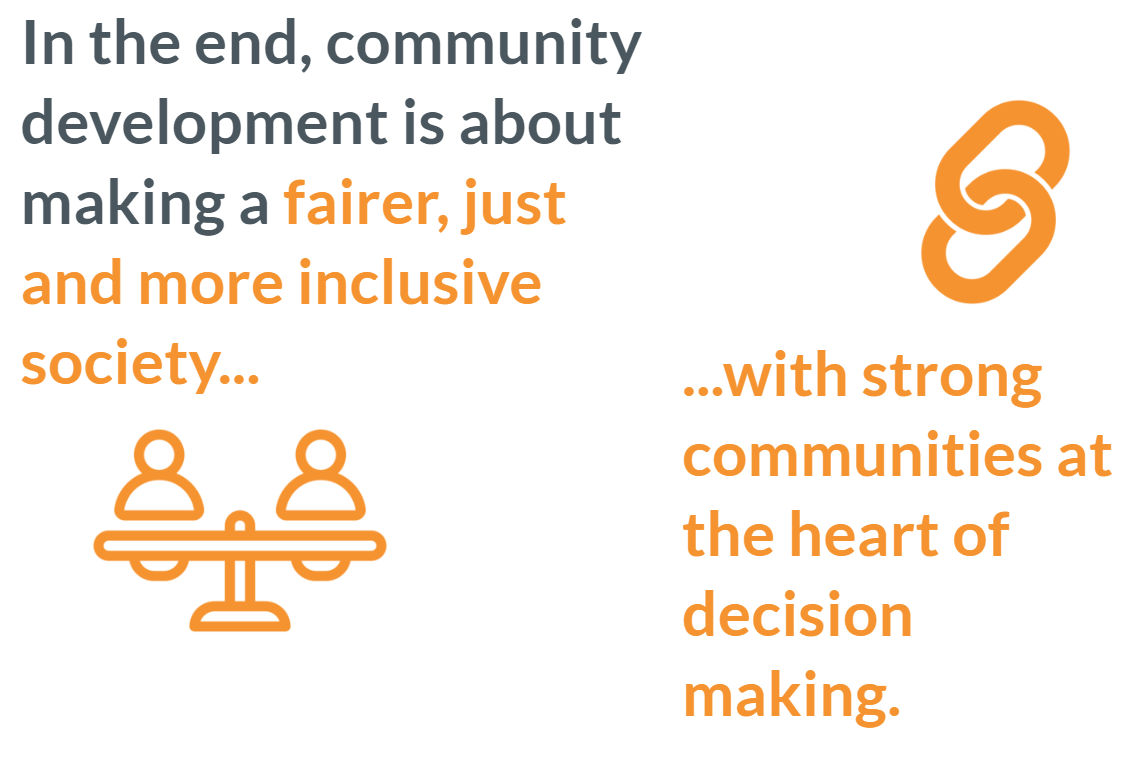 In the end, community
development is about
making a fairer, just
and more inclusive
society...
...with strong
communities at
the heart of
decision
making.